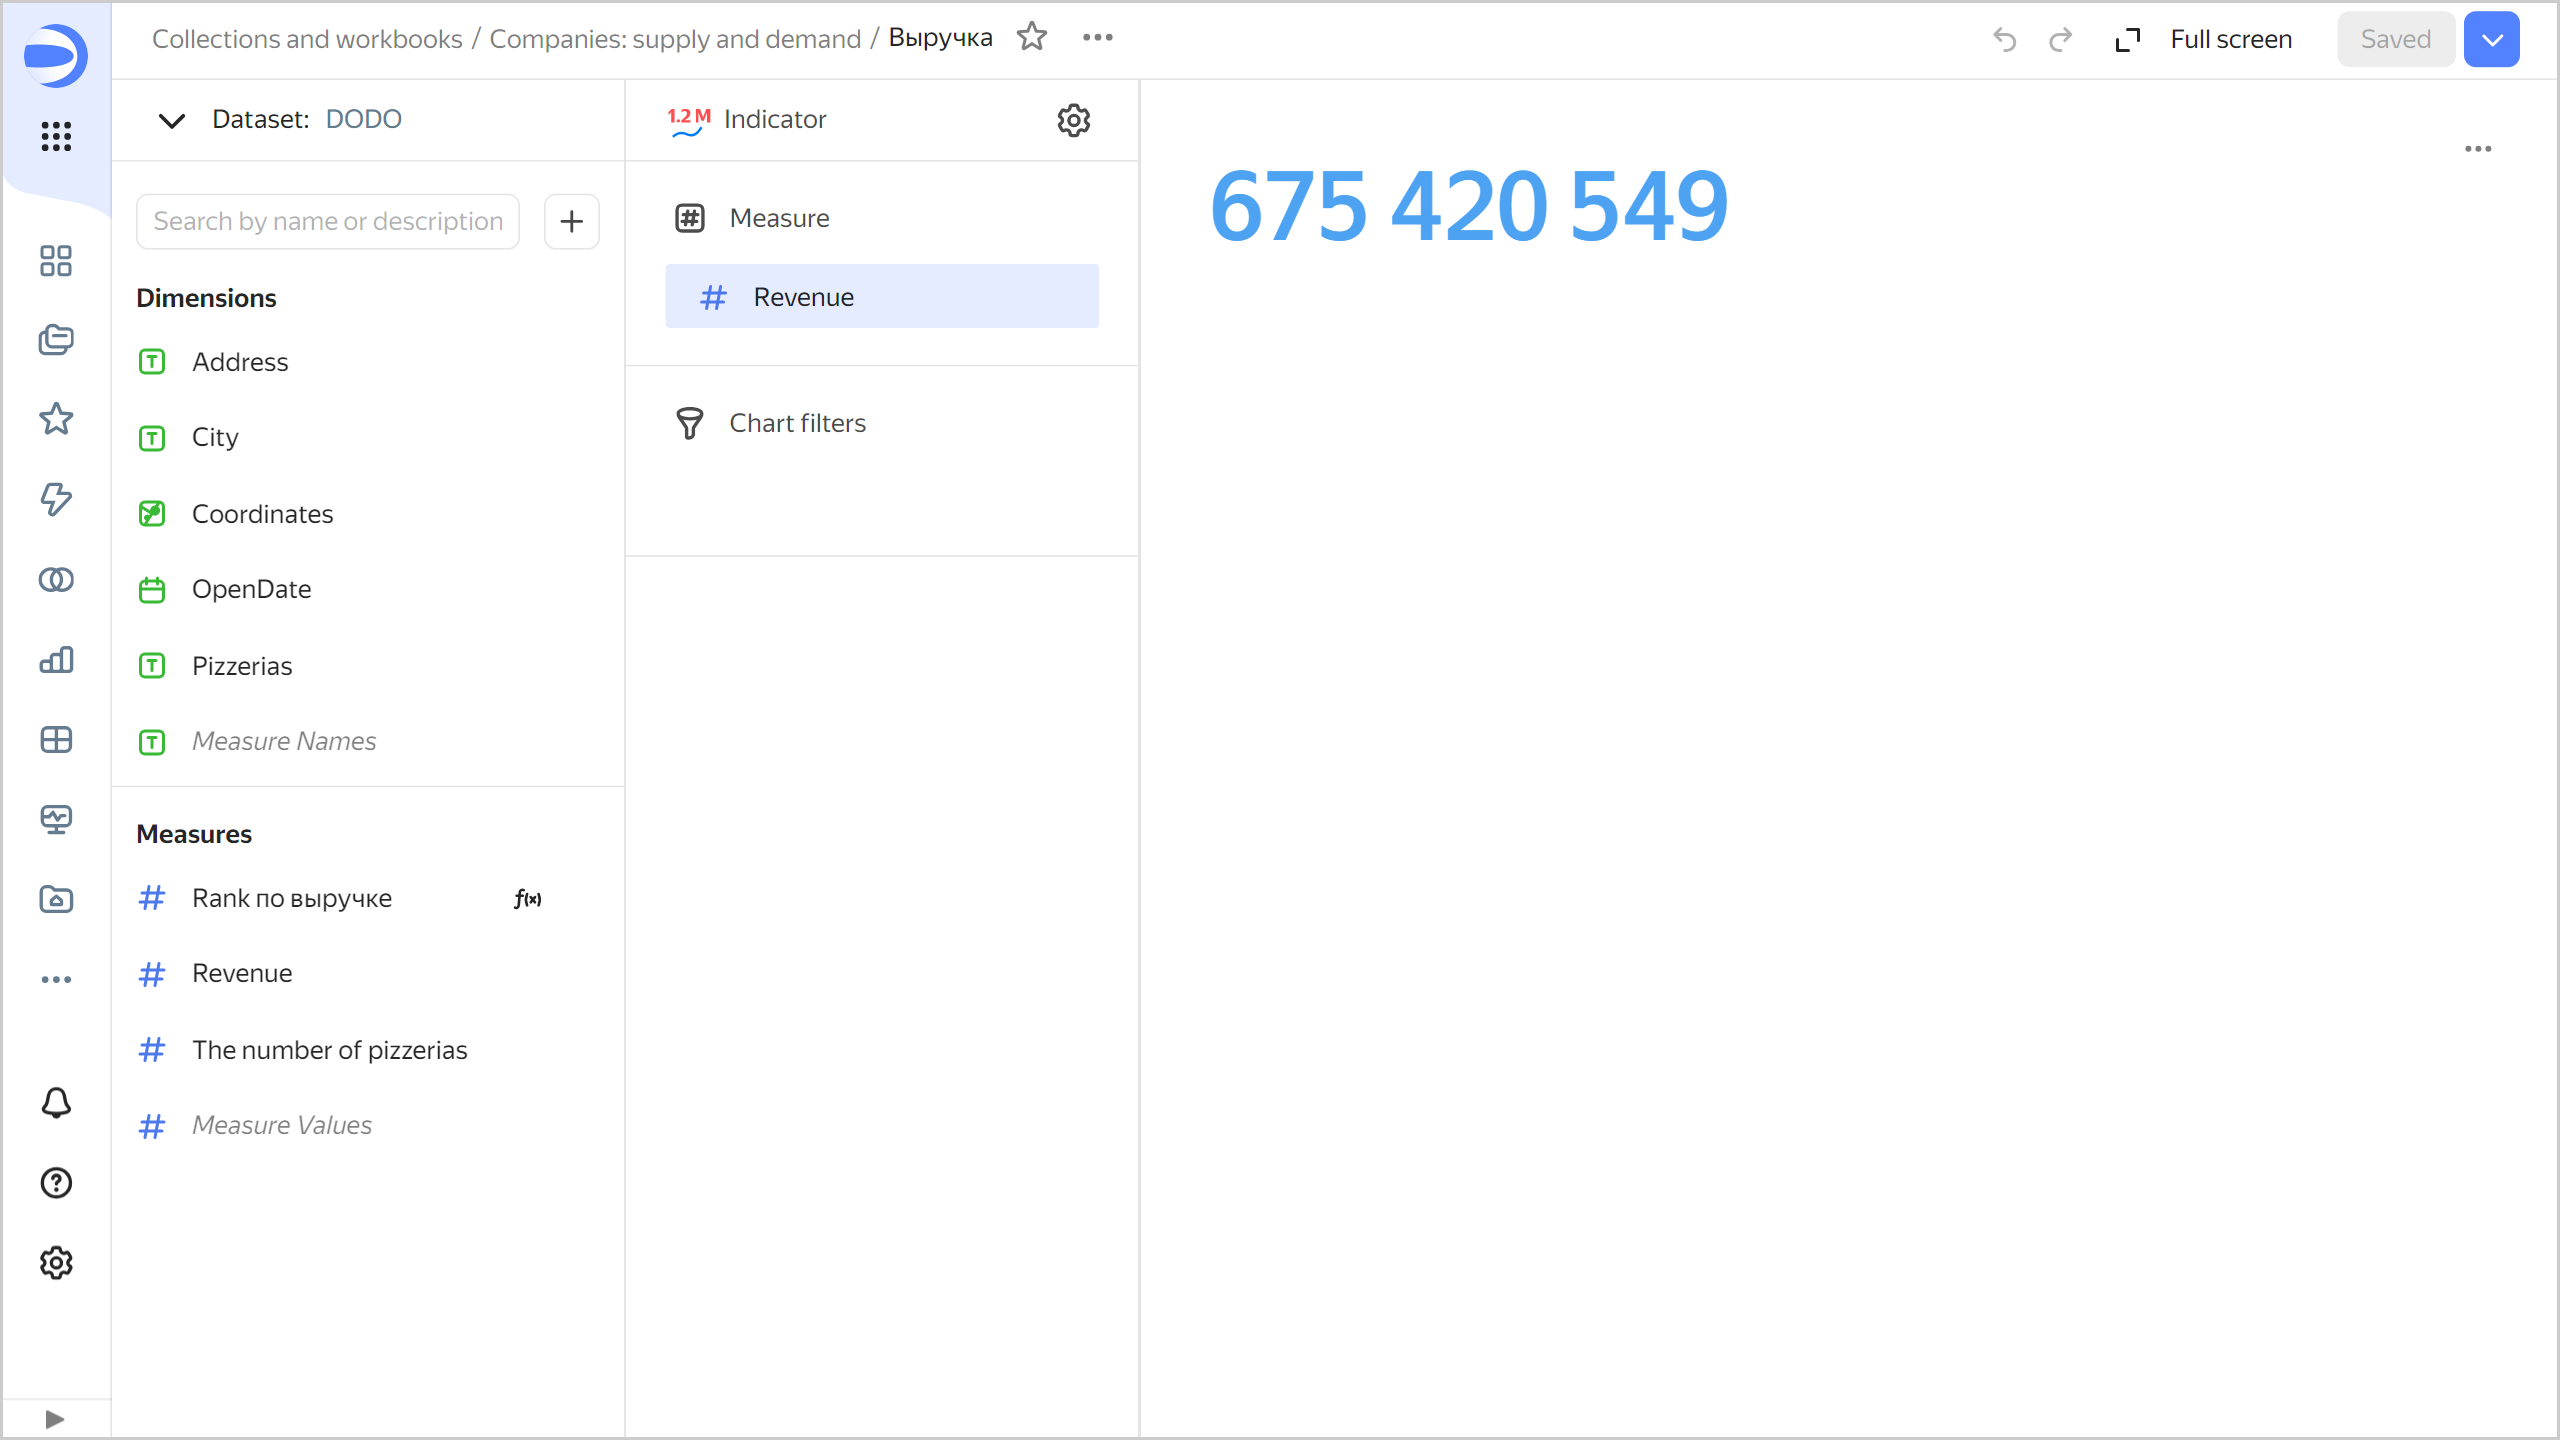 Collections and workbooks / Companies: supply and demand / Выручка
Full screen
Saved
Dataset: DODO
Search by name or description
Dimensions
Address
City
Coordinates
OpenDate
Pizzerias
Measure Names
Measures
Rank по выручке
f(x)
Revenue
The number of pizzerias
Measure Values
1.2 M Indicator
Measure
Revenue
Chart filters
675 420 549